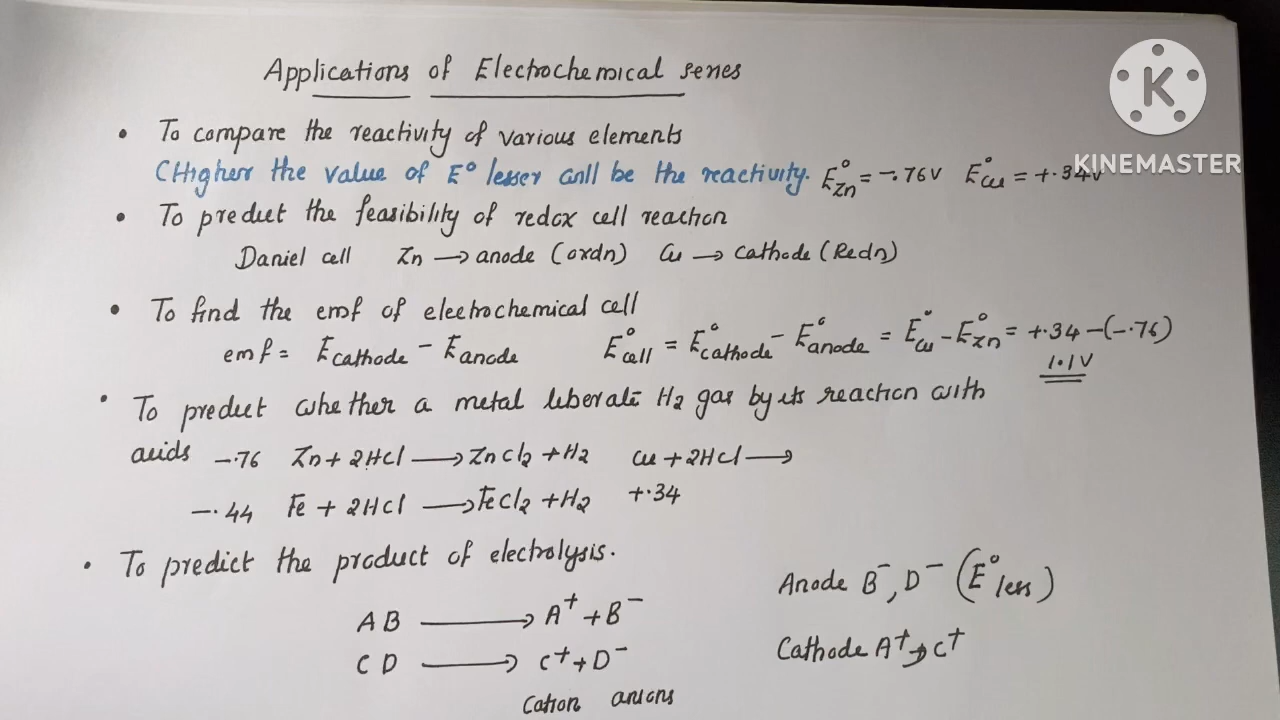 Applications of Electrochemical series
• To compare the reactivity of various elements
(Higher the value of E° lesser will be the reactivity. E°Zn = -.76V E°Cu = +.34V
• To predict the feasibility of redox cell reaction
Daniel cell Zn → anode (oxdn) Cu → cathode (Redn)
• To find the emf of electrochemical cell
emf = Ecathode - Eanode E°cell = E°cathode - E°anode = E°Cu - E°Zn = +.34 -(-.76)
1.1V
• To predict whether a metal liberate H2 gas by its reaction with
acids -.76 Zn + 2HCl → ZnCl2 + H2 Cu + 2HCl →
-.44 Fe + 2HCl → FeCl2 + H2 +.34
• To predict the product of electrolysis.
Anode B⁻, D⁻ (E° less)
AB → A⁺ + B⁻
Cathode A⁺, C⁺
CD → C⁺ + D⁻
Cation anions
K
KINEMASTER